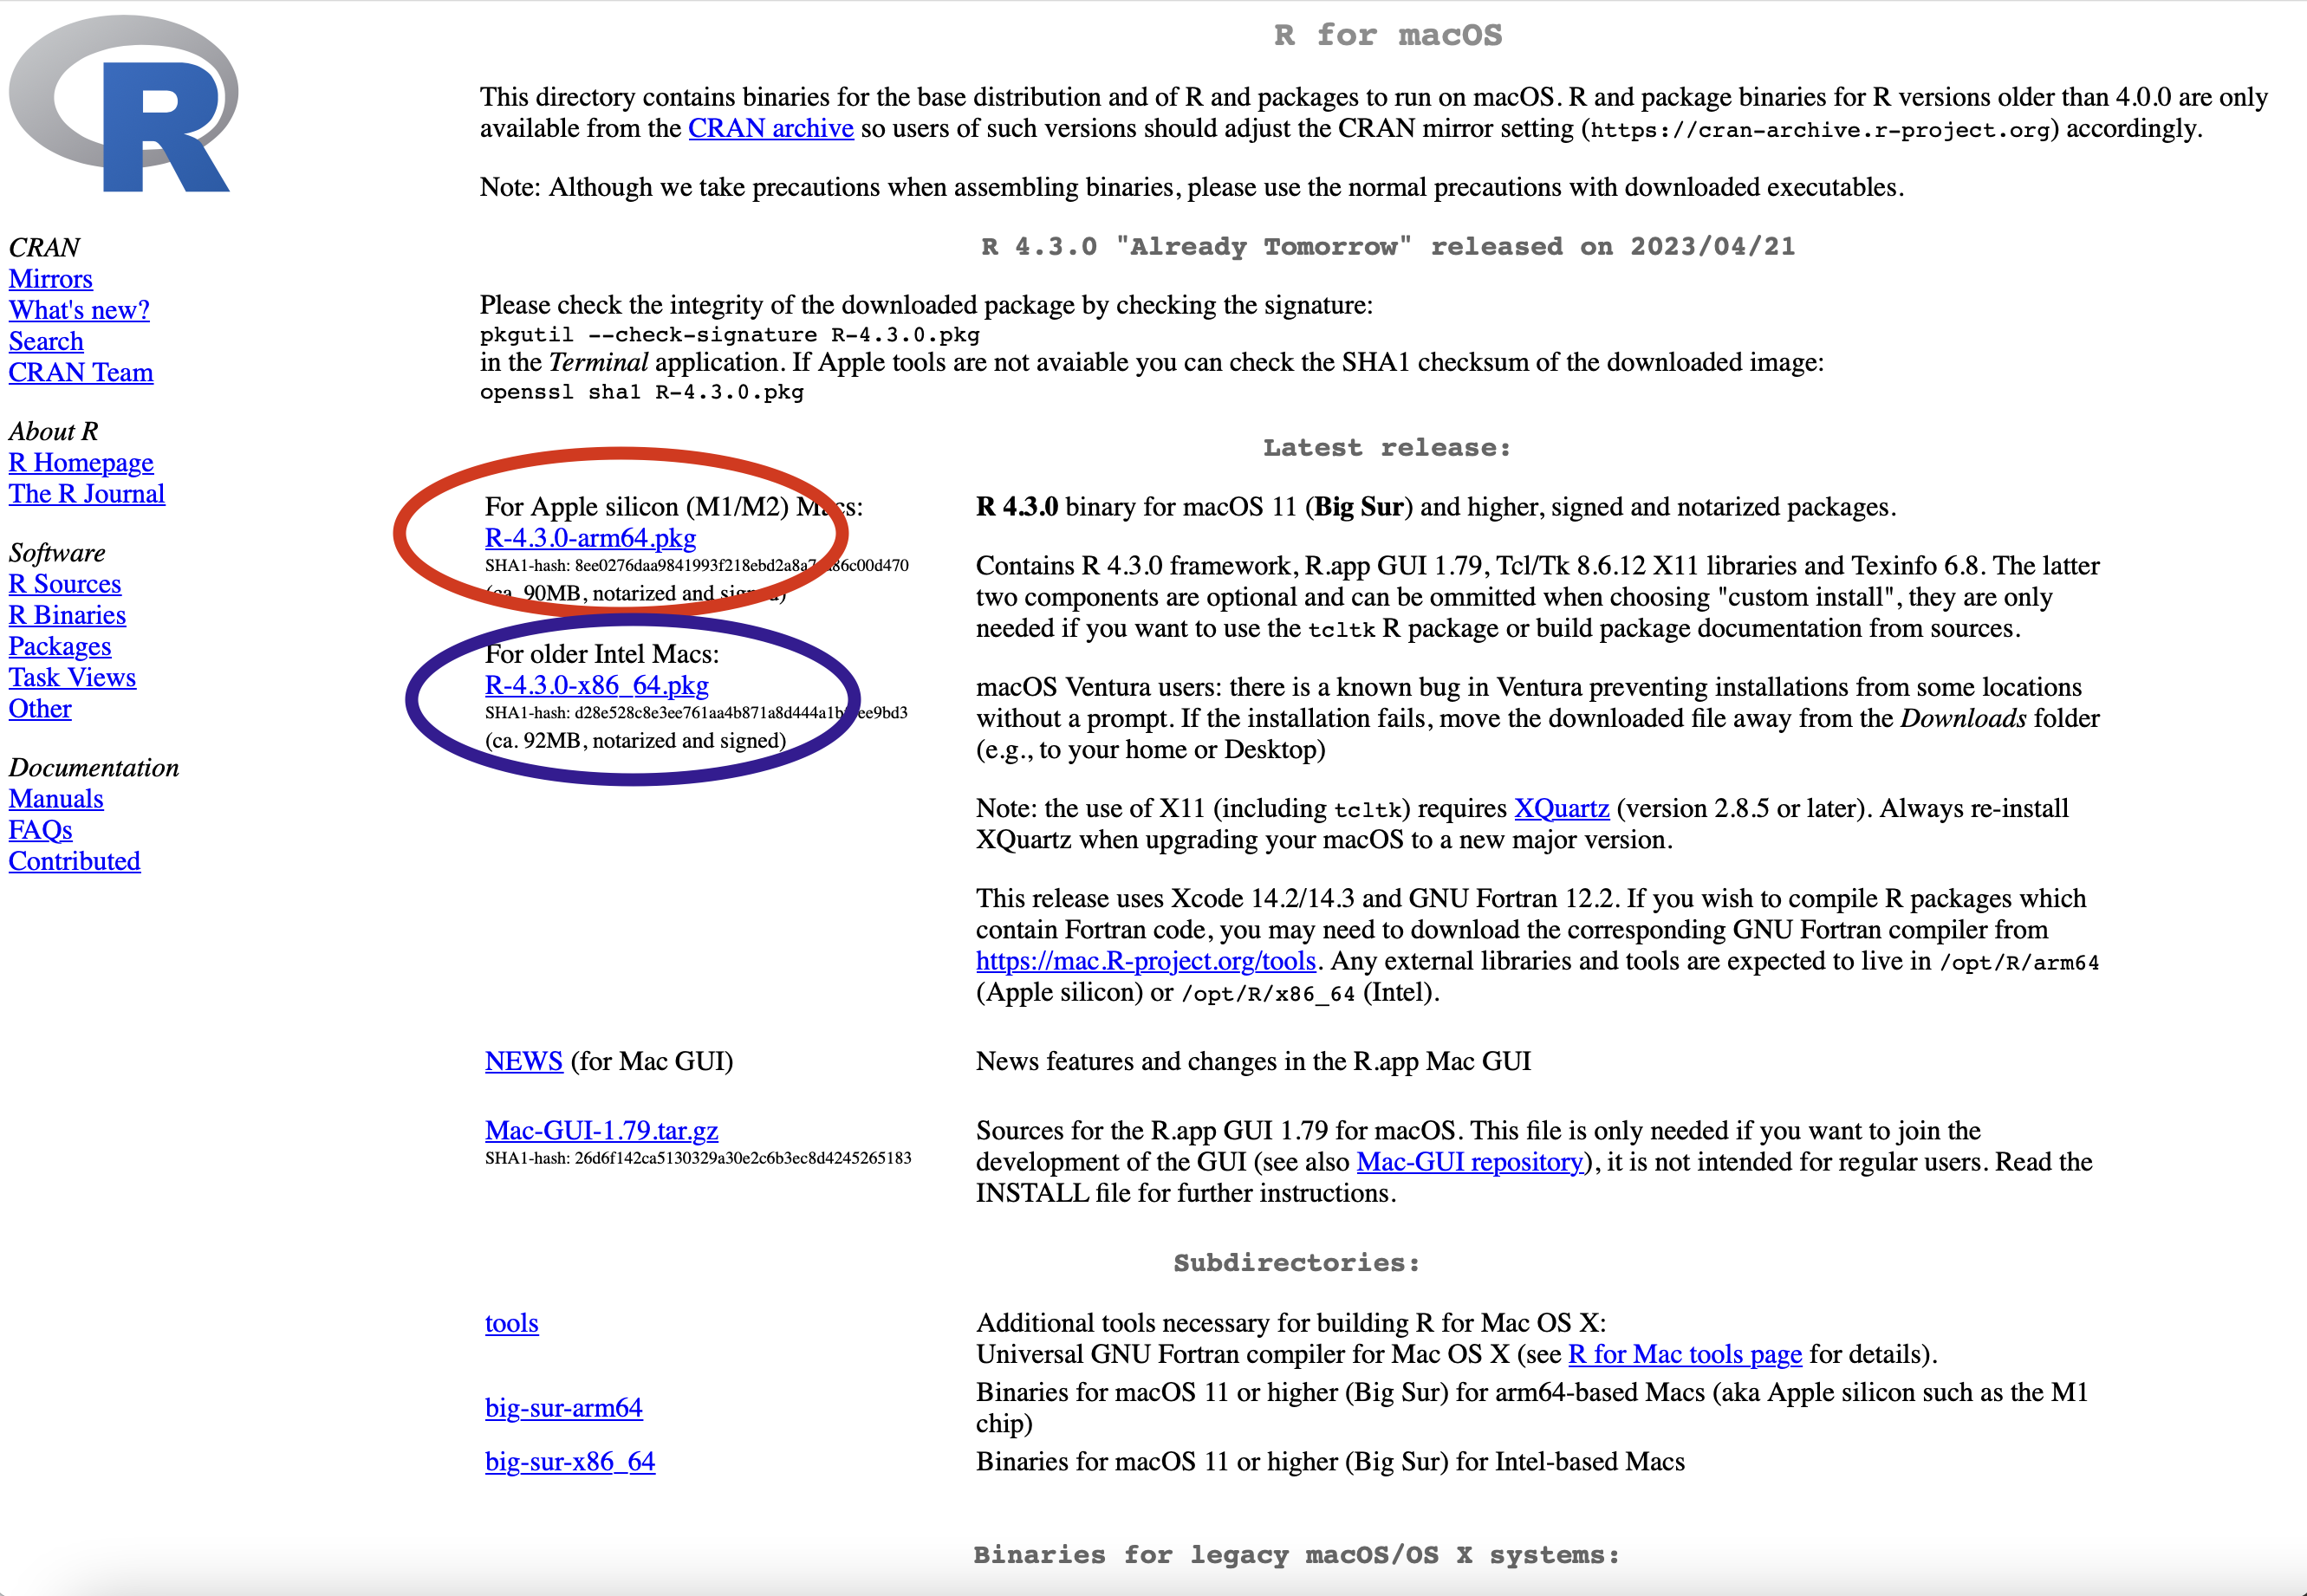 R
R for macOS
This directory contains binaries for the base distribution and of R and packages to run on macOS. R and package binaries for R versions older than 4.0.0 are only
available from the CRAN archive so users of such versions should adjust the CRAN mirror setting (https://cran-archive.r-project.org) accordingly.
Note: Although we take precautions when assembling binaries, please use the normal precautions with downloaded executables.
CRAN
Mirrors
What's new?
Search
CRAN Team
About R
R Homepage
The R Journal
Software
R Sources
R Binaries
Packages
Task Views
Other
Documentation
Manuals
FAQs
Contributed
R 4.3.0 "Already Tomorrow" released on 2023/04/21
Please check the integrity of the downloaded package by checking the signature:
pkgutil --check-signature R-4.3.0.pkg
in the Terminal application. If Apple tools are not avaiable you can check the SHA1 checksum of the downloaded image:
openssl sha1 R-4.3.0.pkg
Latest release:
For Apple silicon (M1/M2) Macs:
R-4.3.0-arm64.pkg
SHA1-hash:
(ca. 90MB, notarized and signed)
For older Intel Macs:
R-4.3.0-x86_64.pkg
SHA1-hash:
(ca. 92MB, notarized and signed)
R 4.3.0 binary for macOS 11 (Big Sur) and higher, signed and notarized packages.
Contains R 4.3.0 framework, R.app GUI 1.79, Tcl/Tk 8.6.12 X11 libraries and Texinfo 6.8. The latter
two components are optional and can be ommitted when choosing "custom install", they are only
needed if you want to use the tcltk R package or build package documentation from sources.
macOS Ventura users: there is a known bug in Ventura preventing installations from some locations
without a prompt. If the installation fails, move the downloaded file away from the Downloads folder
(e.g., to your home or Desktop)
Note: the use of X11 (including tcltk) requires XQuartz (version 2.8.5 or later). Always re-install
XQuartz when upgrading your macOS to a new major version.
This release uses Xcode 14.2/14.3 and GNU Fortran 12.2. If you wish to compile R packages which
contain Fortran code, you may need to download the corresponding GNU Fortran compiler from
https://mac.R-project.org/tools. Any external libraries and tools are expected to live in /opt/R/arm64
(Apple silicon) or /opt/R/x86_64 (Intel).
NEWS (for Mac GUI)
News features and changes in the R.app Mac GUI
Mac-GUI-1.79.tar.gz
SHA1-hash: 26d6f142ca5130329a30e2c6b3ec8d4245265183
Sources for the R.app GUI 1.79 for macOS. This file is only needed if you want to join the
development of the GUI (see also Mac-GUI repository), it is not intended for regular users. Read the
INSTALL file for further instructions.
Subdirectories:
tools
Additional tools necessary for building R for Mac OS X:
Universal GNU Fortran compiler for Mac OS X (see R for Mac tools page for details).
big-sur-arm64
Binaries for macOS 11 or higher (Big Sur) for arm64-based Macs (aka Apple silicon such as the M1
chip)
big-sur-x86_64
Binaries for macOS 11 or higher (Big Sur) for Intel-based Macs
Binaries for legacy macOS/OS X systems: